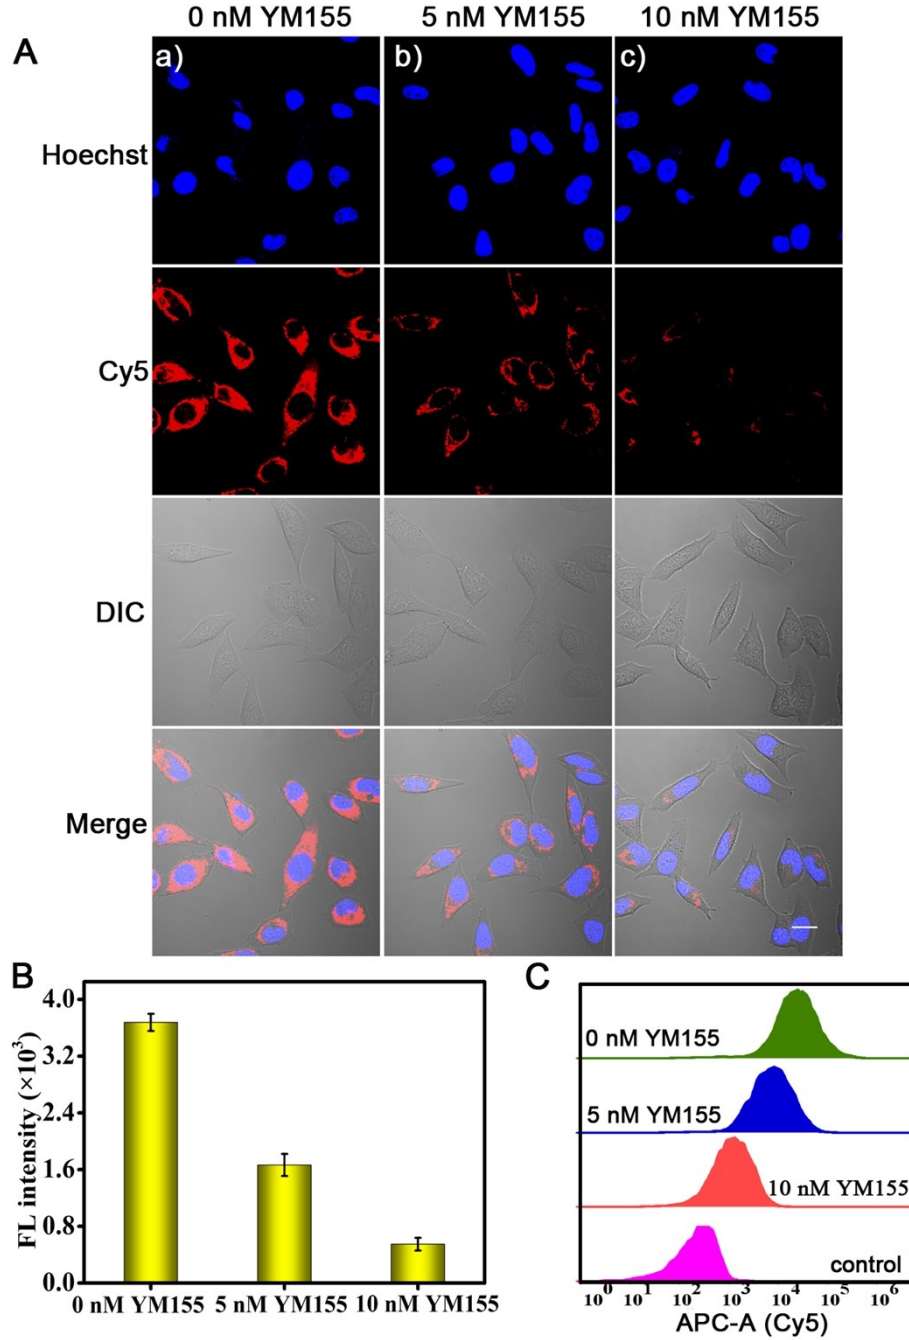 0 nM YM155 5 nM YM155 10 nM YM155
A
a) b) c)
Hoechst
Cy5
DIC
Merge
B
FL intensity (×10³)
4.0
3.2
2.4
1.6
0.8
0.0
0 nM YM155 5 nM YM155 10 nM YM155
C
0 nM YM155
5 nM YM155
10 nM YM155
control
10⁰ 10¹ 10² 10³ 10⁴ 10⁵ 10⁶
APC-A (Cy5)